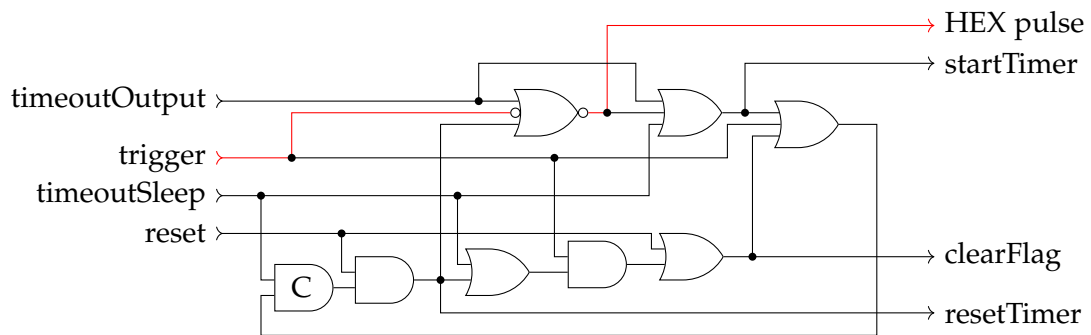 HEX pulse
startTimer
timeoutOutput
trigger
timeoutSleep
reset
clearFlag
C
resetTimer